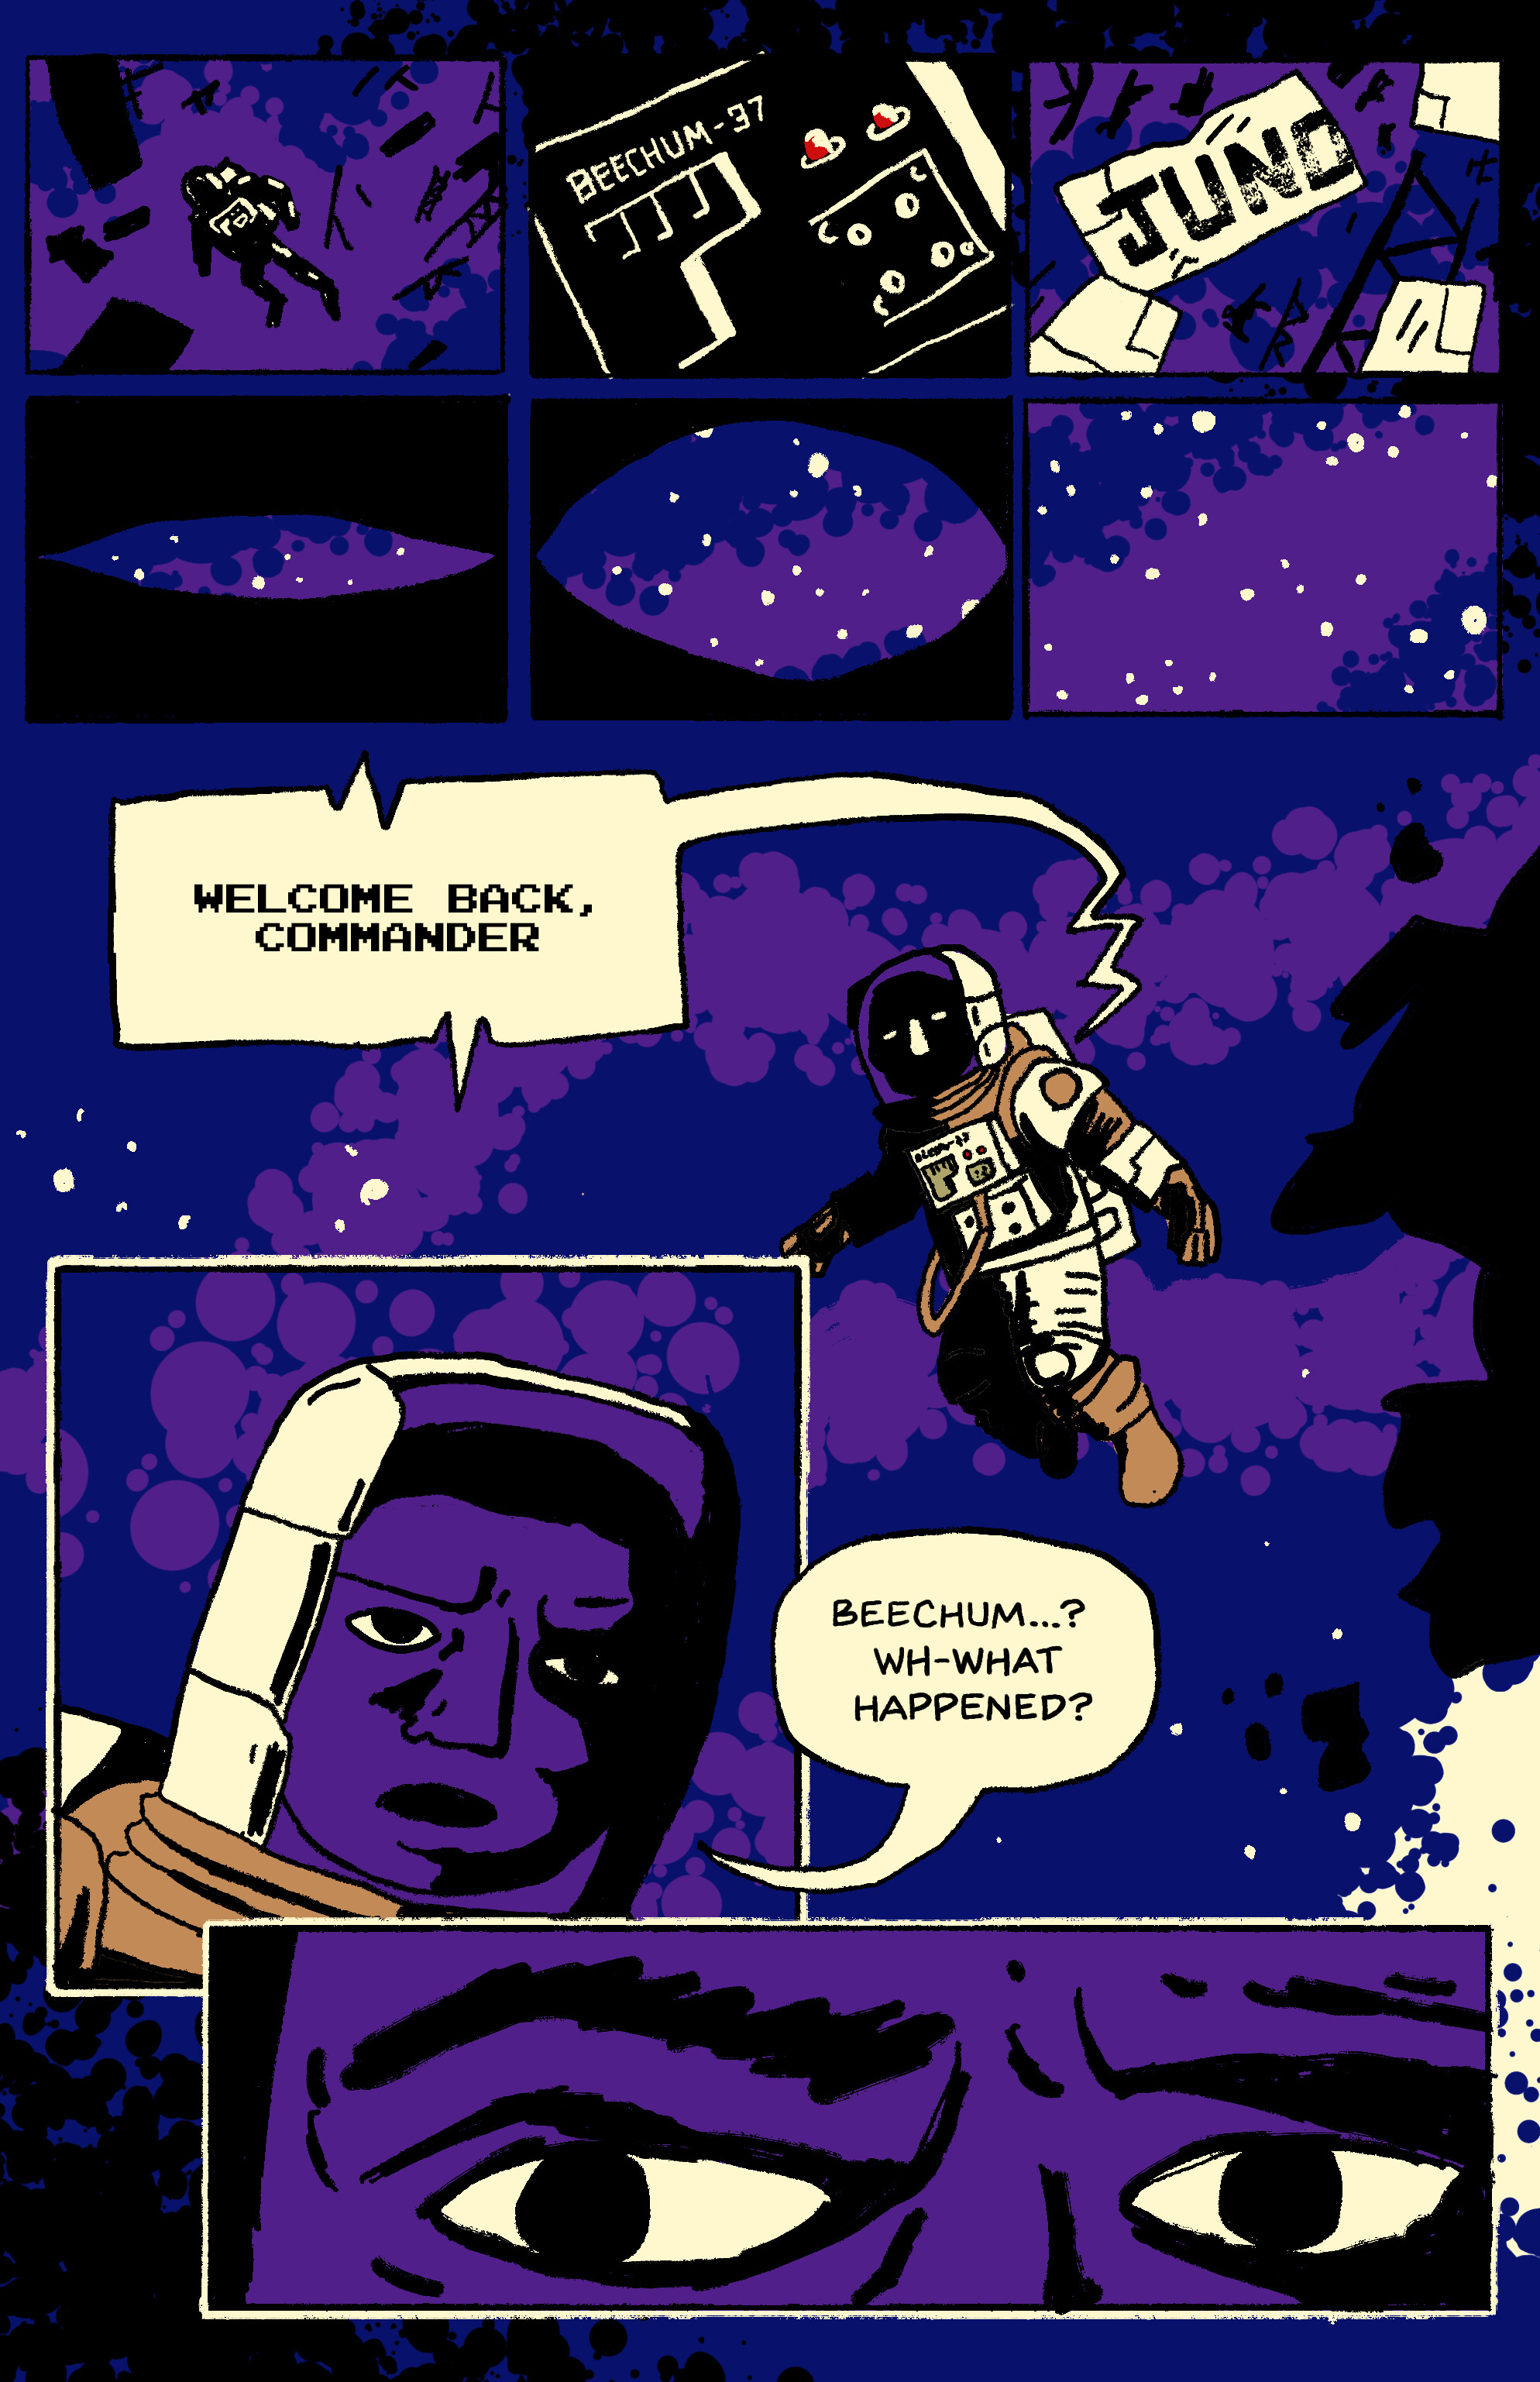 BEECHUM-37
JUNO
WELCOME BACK,
COMMANDER
BEECHUM...?
WH-WHAT
HAPPENED?